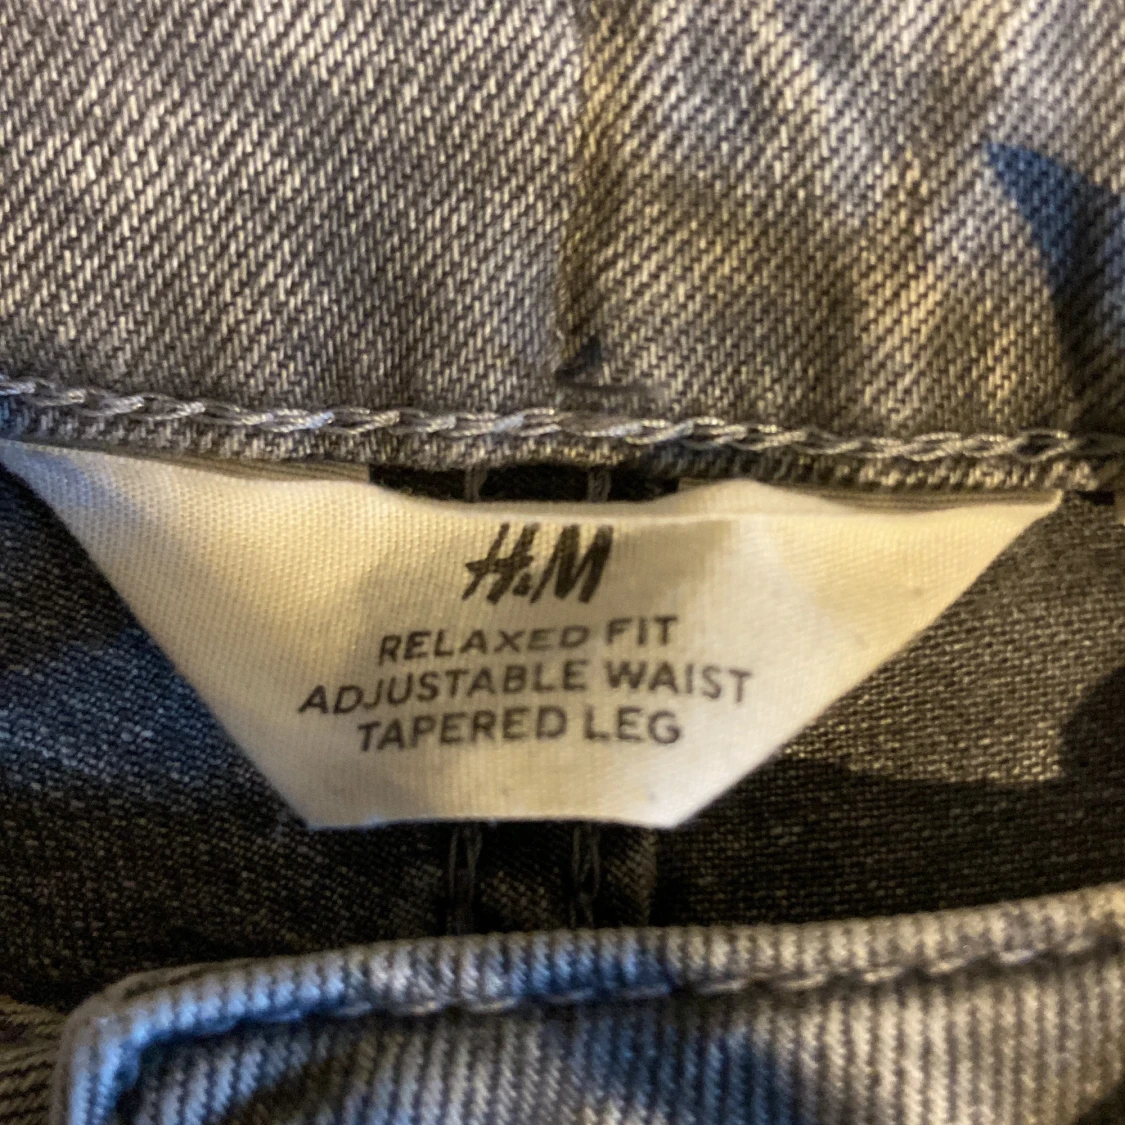 H&M
RELAXED FIT
ADJUSTABLE WAIST
TAPERED LEG